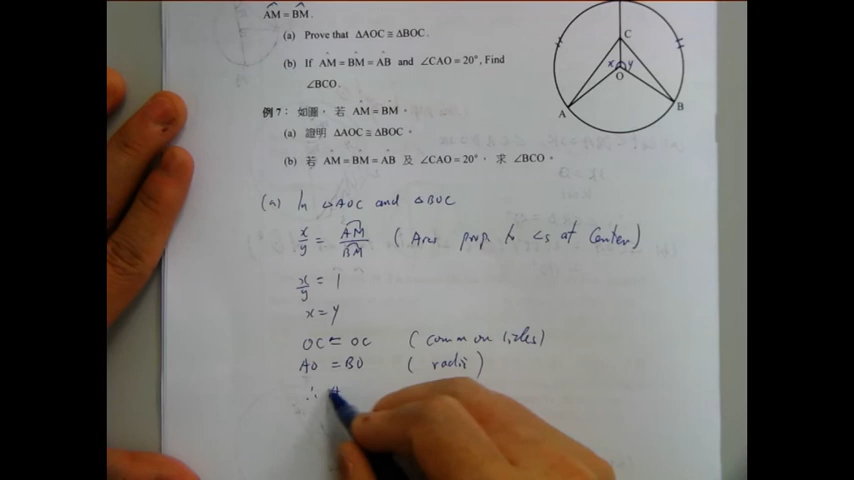 AM = BM.
(a) Prove that ΔAOC ≅ ΔBOC.
(b) If AM = BM = AB and ∠CAO = 20°, Find
∠BCO.
例 7： 如圖，若 AM = BM。
(a) 證明 ΔAOC ≅ ΔBOC。
(b) 若 AM = BM = AB 及 ∠CAO = 20°，求 ∠BCO。
C
x y
O
A
B
(a) In ΔAOC and ΔBOC
x/y = AM/BM (Arcs prop to ∠s at Center)
x/y = 1
x = y
OC = OC (common sides)
AO = BO (radii)
∴